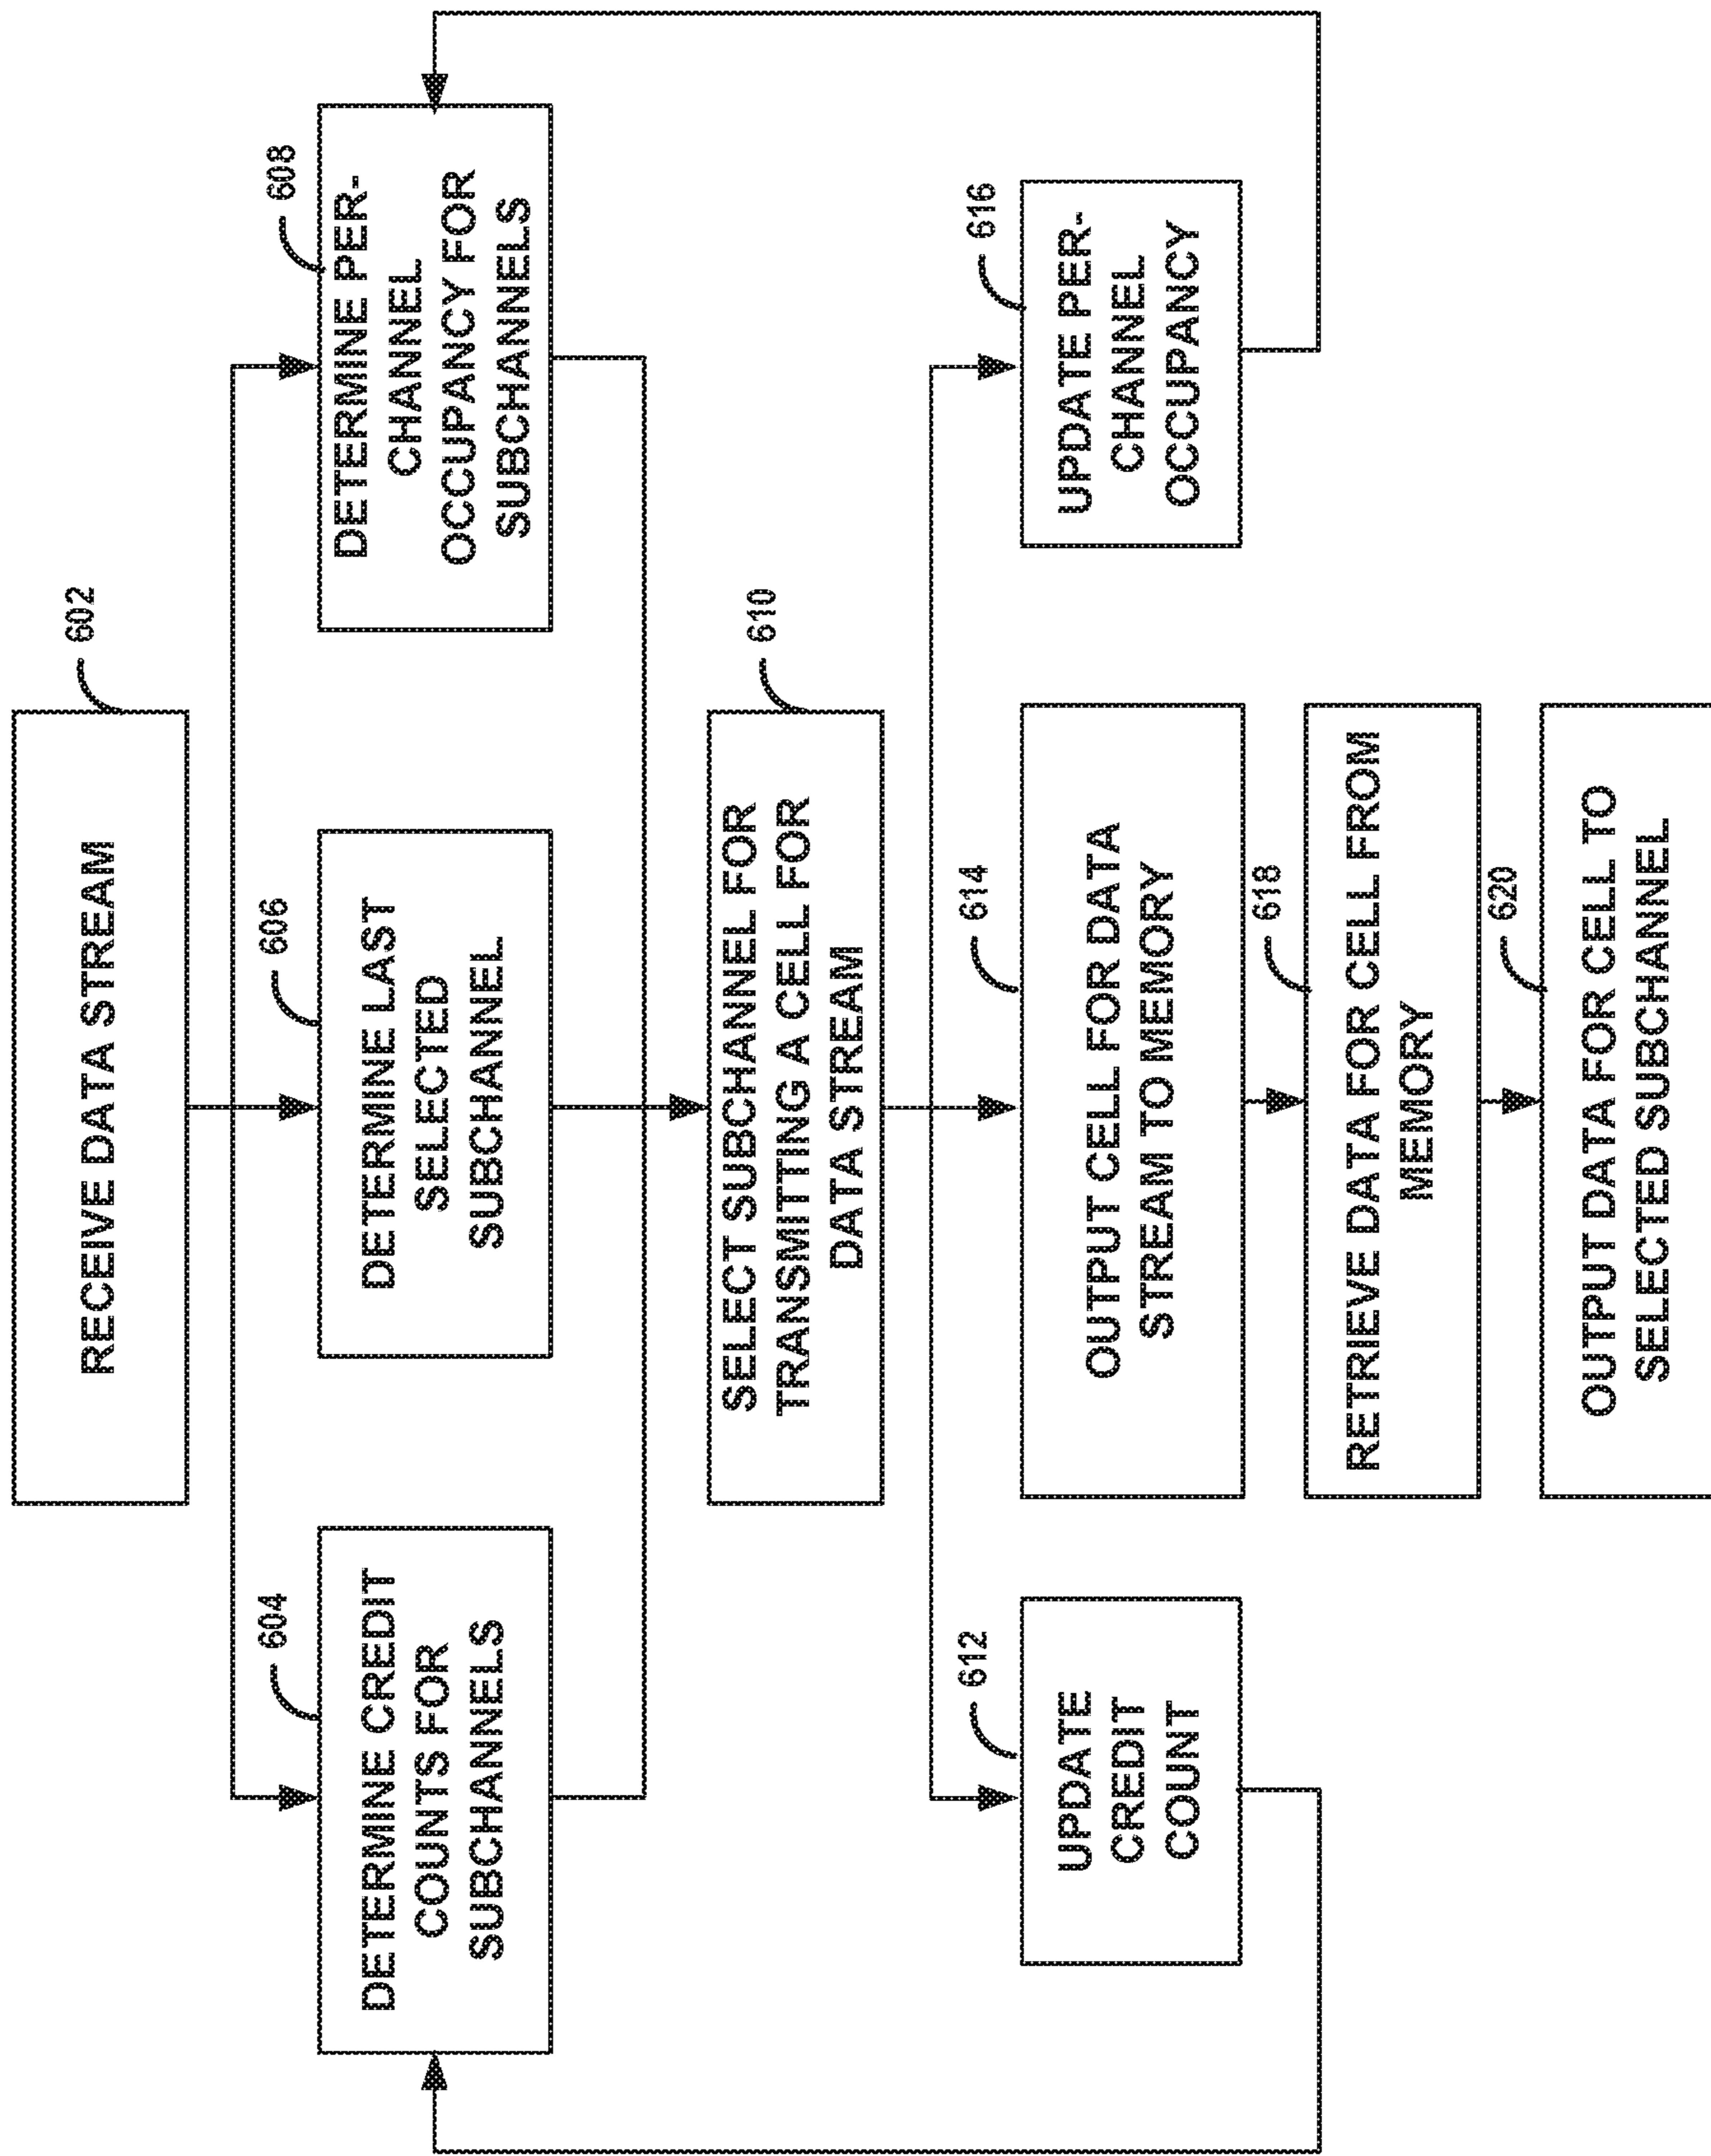 RECEIVE DATA STREAM
602
DETERMINE CREDIT
COUNTS FOR
SUBCHANNELS
604
DETERMINE LAST
SELECTED
SUBCHANNEL
606
DETERMINE PER-
CHANNEL
OCCUPANCY FOR
SUBCHANNELS
608
SELECT SUBCHANNEL FOR
TRANSMITTING A CELL FOR
DATA STREAM
610
UPDATE
CREDIT
COUNT
612
OUTPUT CELL FOR DATA
STREAM TO MEMORY
614
UPDATE PER-
CHANNEL
OCCUPANCY
616
RETRIEVE DATA FOR CELL FROM
MEMORY
618
OUTPUT DATA FOR CELL TO
SELECTED SUBCHANNEL
620